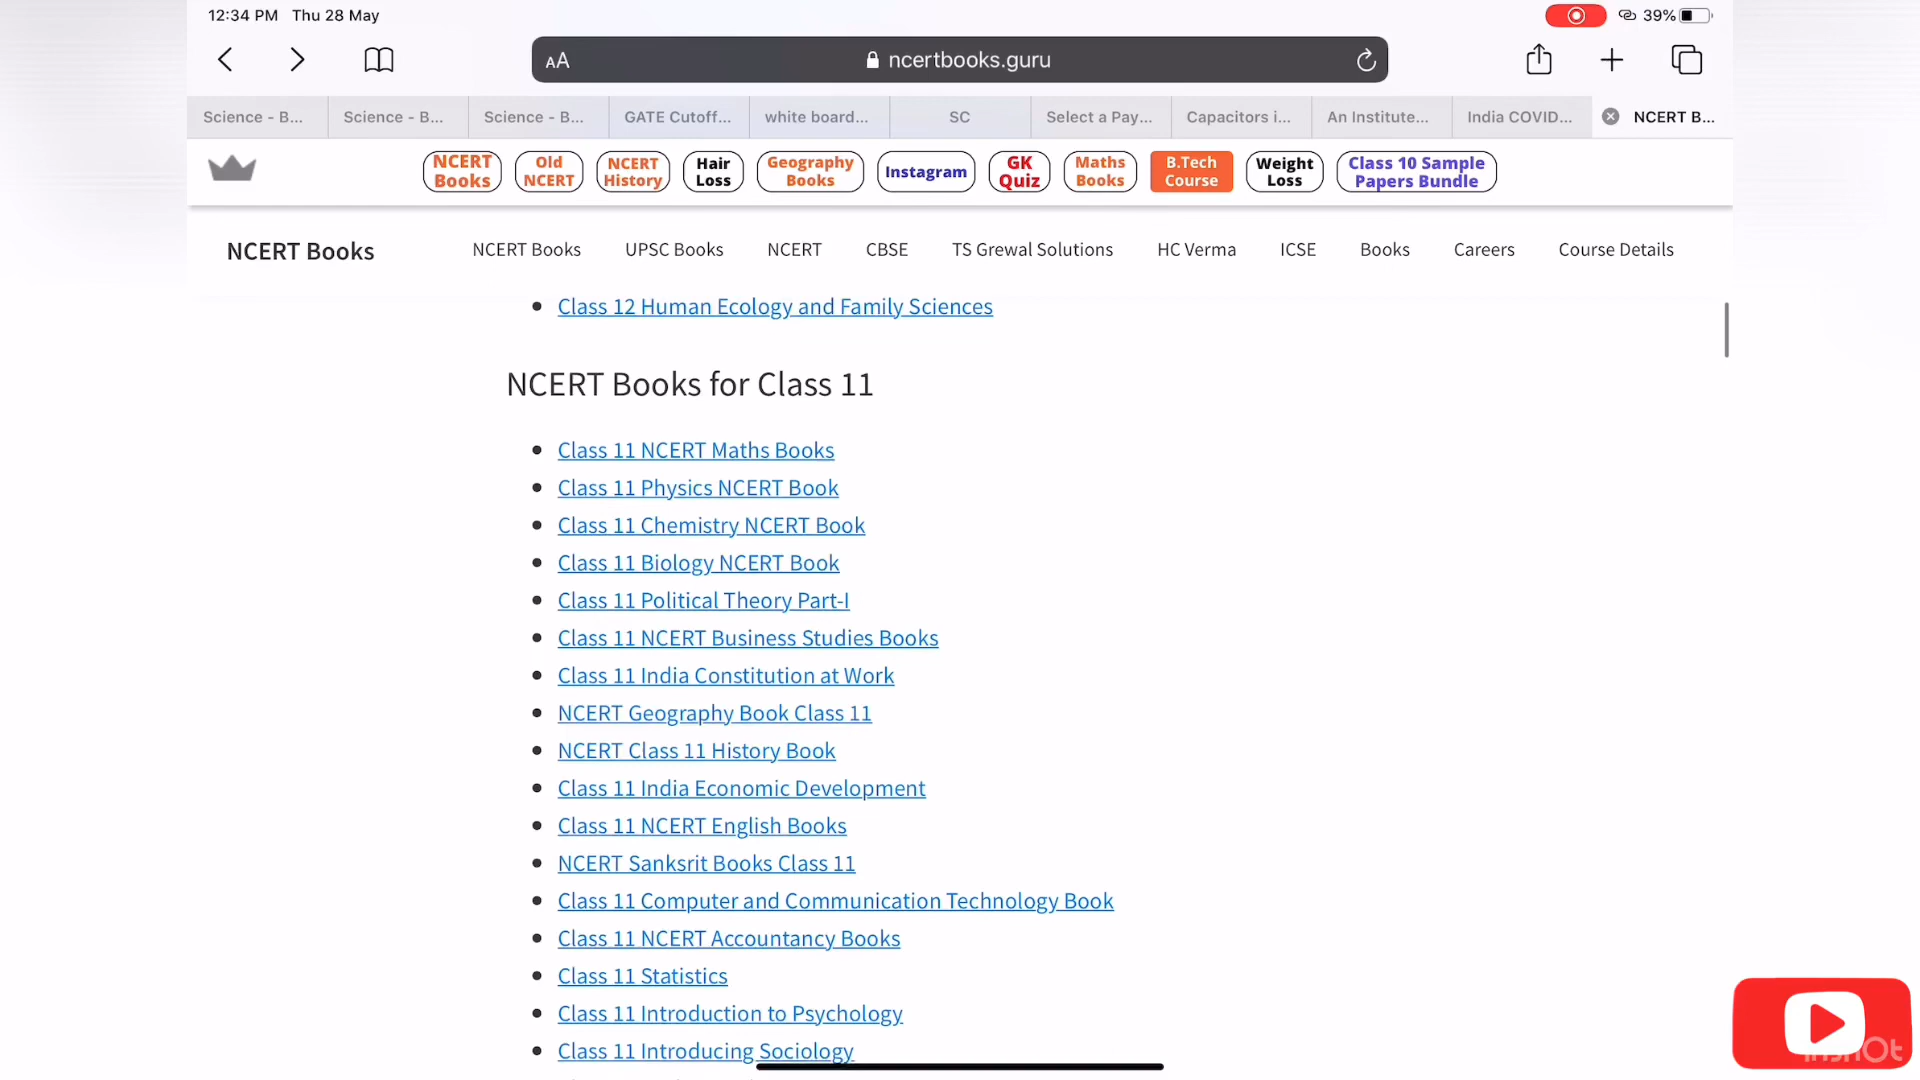 12:34 PM Thu 28 May
39%
AA
ncertbooks.guru
Science - B...
Science - B...
Science - B...
GATE Cutoff...
white board...
SC
Select a Pay...
Capacitors i...
An Institute...
India COVID...
NCERT B...
NCERT Books
Old NCERT
NCERT History
Hair Loss
Geography Books
Instagram
GK Quiz
Maths Books
B.Tech Course
Weight Loss
Class 10 Sample Papers Bundle
NCERT Books
NCERT Books
UPSC Books
NCERT
CBSE
TS Grewal Solutions
HC Verma
ICSE
Books
Careers
Course Details
Class 12 Human Ecology and Family Sciences
NCERT Books for Class 11
Class 11 NCERT Maths Books
Class 11 Physics NCERT Book
Class 11 Chemistry NCERT Book
Class 11 Biology NCERT Book
Class 11 Political Theory Part-I
Class 11 NCERT Business Studies Books
Class 11 India Constitution at Work
NCERT Geography Book Class 11
NCERT Class 11 History Book
Class 11 India Economic Development
Class 11 NCERT English Books
NCERT Sanksrit Books Class 11
Class 11 Computer and Communication Technology Book
Class 11 NCERT Accountancy Books
Class 11 Statistics
Class 11 Introduction to Psychology
Class 11 Introducing Sociology
InShOt